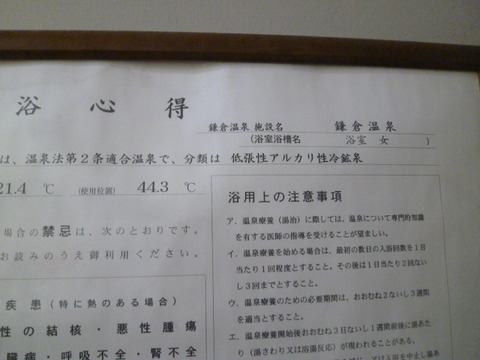 浴心得
鎌倉温泉 施設名 鎌倉温泉
(浴室浴槽名 浴室 女 )
は、温泉法第2条適合温泉で、分類は 低張性アルカリ性冷鉱泉
21.4 ℃ (使用位置) 44.3 ℃
場合の禁忌は、次のとおりです。
お読みのうえ御利用ください。
疾患(特に熱のある場合)
性の結核・悪性腫瘍
臓病・呼吸不全・腎不全
浴用上の注意事項
ア. 温泉療養(湯治)に際しては、温泉について専門的知識
を有する医師の指導を受けることが望ましい。
イ. 温泉療養を始める場合は、最初の数日の入浴回数を1日
当たり1回程度とすること。その後は1日当たり2回ない
し3回までとすること。
ウ. 温泉療養のための必要期間は、おおむね2ないし3週間
を適当とすること。
エ. 温泉療養開始後おおむね3日ないし1週間前後に湯あた
り(湯さわり又は浴湯反応)が現われることがある。